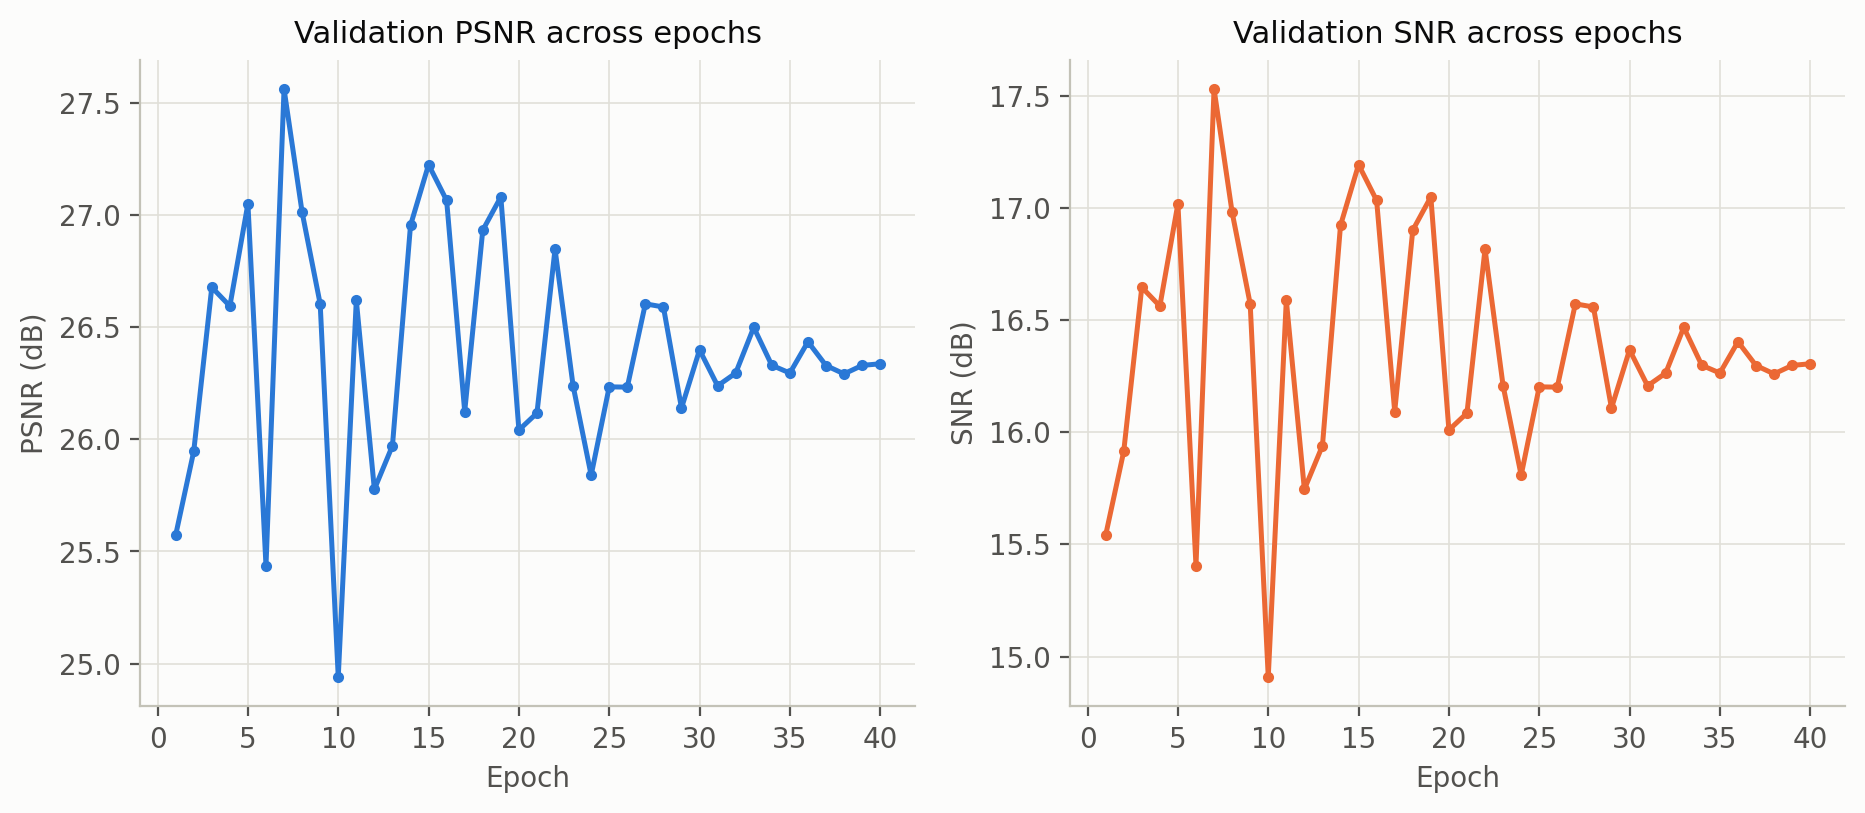 Validation PSNR across epochs
27.5
27.0
26.5
26.0
25.5
25.0
PSNR (dB)
0 5 10 15 20 25 30 35 40
Epoch
Validation SNR across epochs
17.5
17.0
16.5
16.0
15.5
15.0
SNR (dB)
0 5 10 15 20 25 30 35 40
Epoch